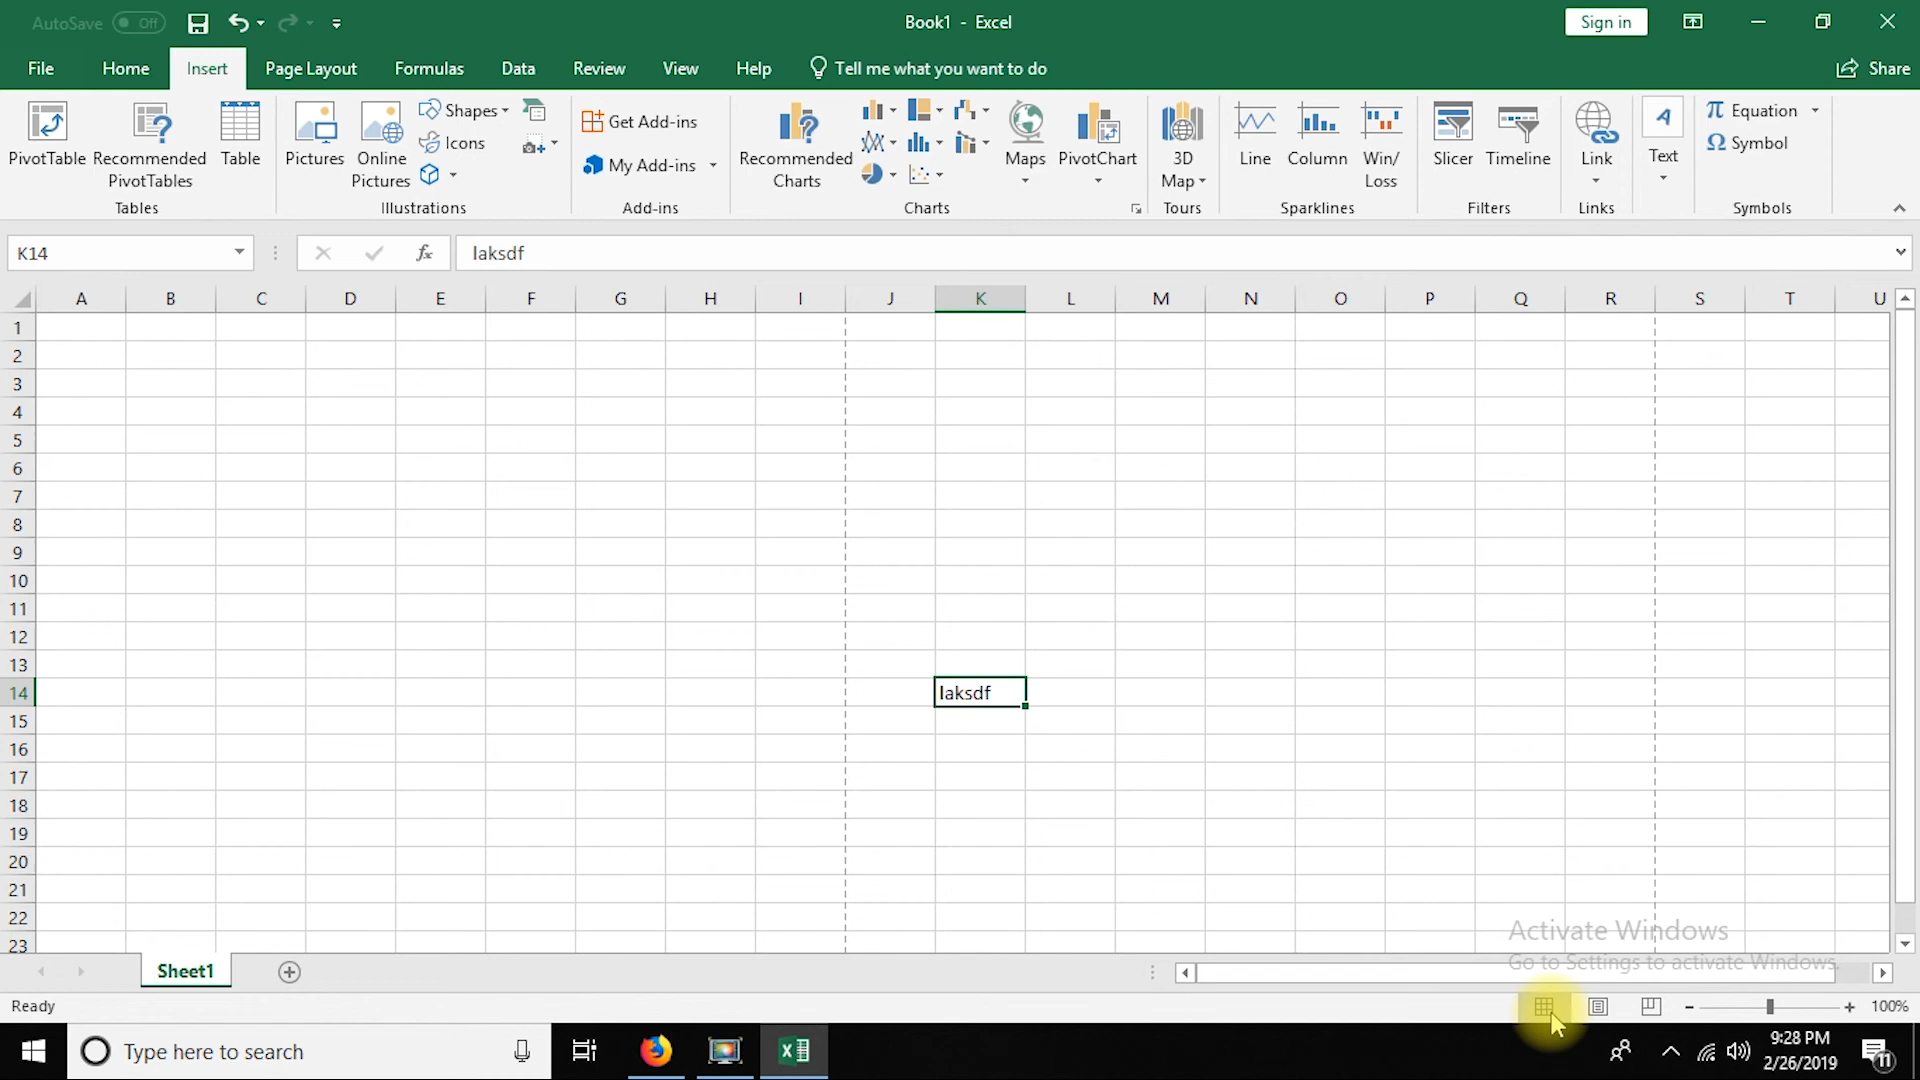 AutoSave Off
Book1 - Excel
Sign in
File Home Insert Page Layout Formulas Data Review View Help Tell me what you want to do Share
PivotTable
Recommended
PivotTables
Table
Tables
Pictures
Online
Pictures
Shapes
Icons
Illustrations
Get Add-ins
My Add-ins
Add-ins
Recommended
Charts
Maps
PivotChart
Charts
3D
Map
Tours
Line
Column
Win/
Loss
Sparklines
Slicer
Timeline
Filters
Link
Links
A
Text
π Equation
Ω Symbol
Symbols
K14
fx
laksdf
A B C D E F G H I J K L M N O P Q R S T U
1
2
3
4
5
6
7
8
9
10
11
12
13
14 laksdf
15
16
17
18
19
20
21
22
23
Activate Windows
Go to Settings to activate Windows.
Sheet1
Ready
100%
Type here to search
9:28 PM
2/26/2019
11